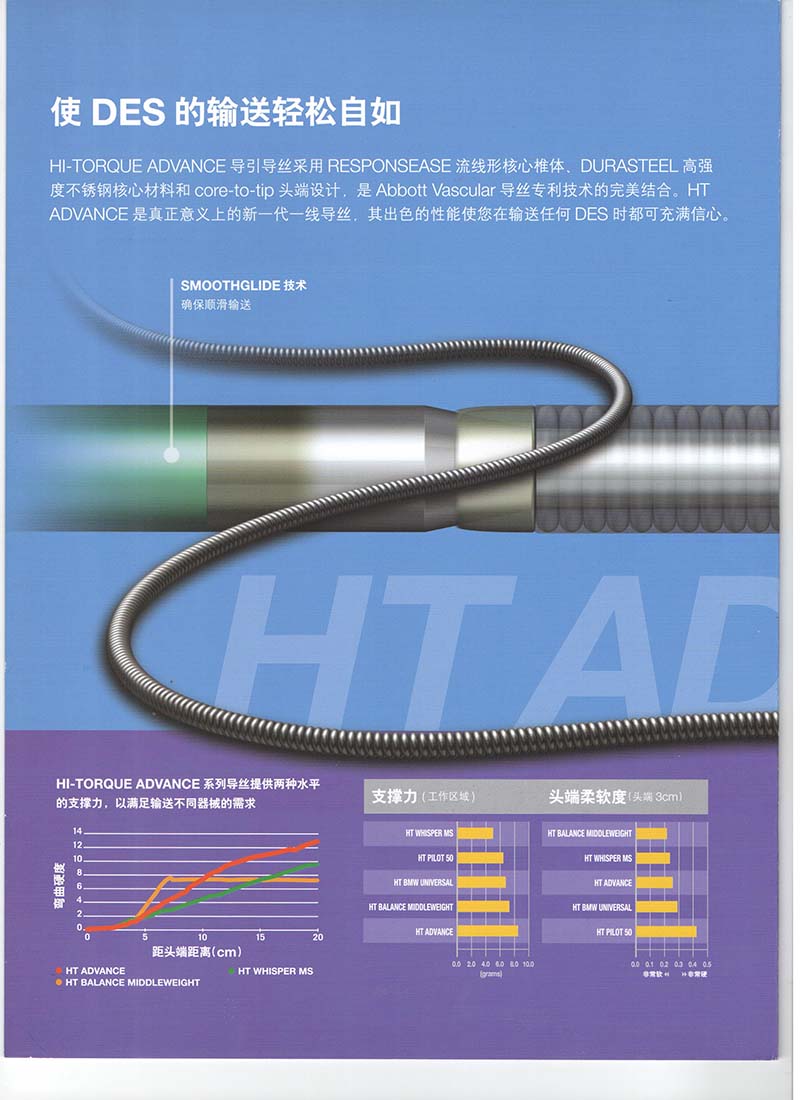 使 DES 的输送轻松自如
HI-TORQUE ADVANCE 导引导丝采用 RESPONSEASE 流线形核心椎体、DURASTEEL 高强
度不锈钢核心材料和 core-to-tip 头端设计，是 Abbott Vascular 导丝专利技术的完美结合。HT
ADVANCE 是真正意义上的新一代一线导丝，其出色的性能使您在输送任何 DES 时都可充满信心。
SMOOTHGLIDE 技术
确保顺滑输送
HT AD
HI-TORQUE ADVANCE 系列导丝提供两种水平
的支撑力，以满足输送不同器械的需求
弯曲硬度
14
12
10
8
6
4
2
0
0 5 10 15 20
距头端距离(cm)
HT ADVANCE
HT WHISPER MS
HT BALANCE MIDDLEWEIGHT
支撑力（工作区域）
HT WHISPER MS
HT PILOT 50
HT BMW UNIVERSAL
HT BALANCE MIDDLEWEIGHT
HT ADVANCE
0.0 2.0 4.0 6.0 8.0 10.0
(grams)
头端柔软度(头端 3cm)
HT BALANCE MIDDLEWEIGHT
HT WHISPER MS
HT ADVANCE
HT BMW UNIVERSAL
HT PILOT 50
0.0 0.1 0.2 0.3 0.4 0.5
非常软 « » 非常硬